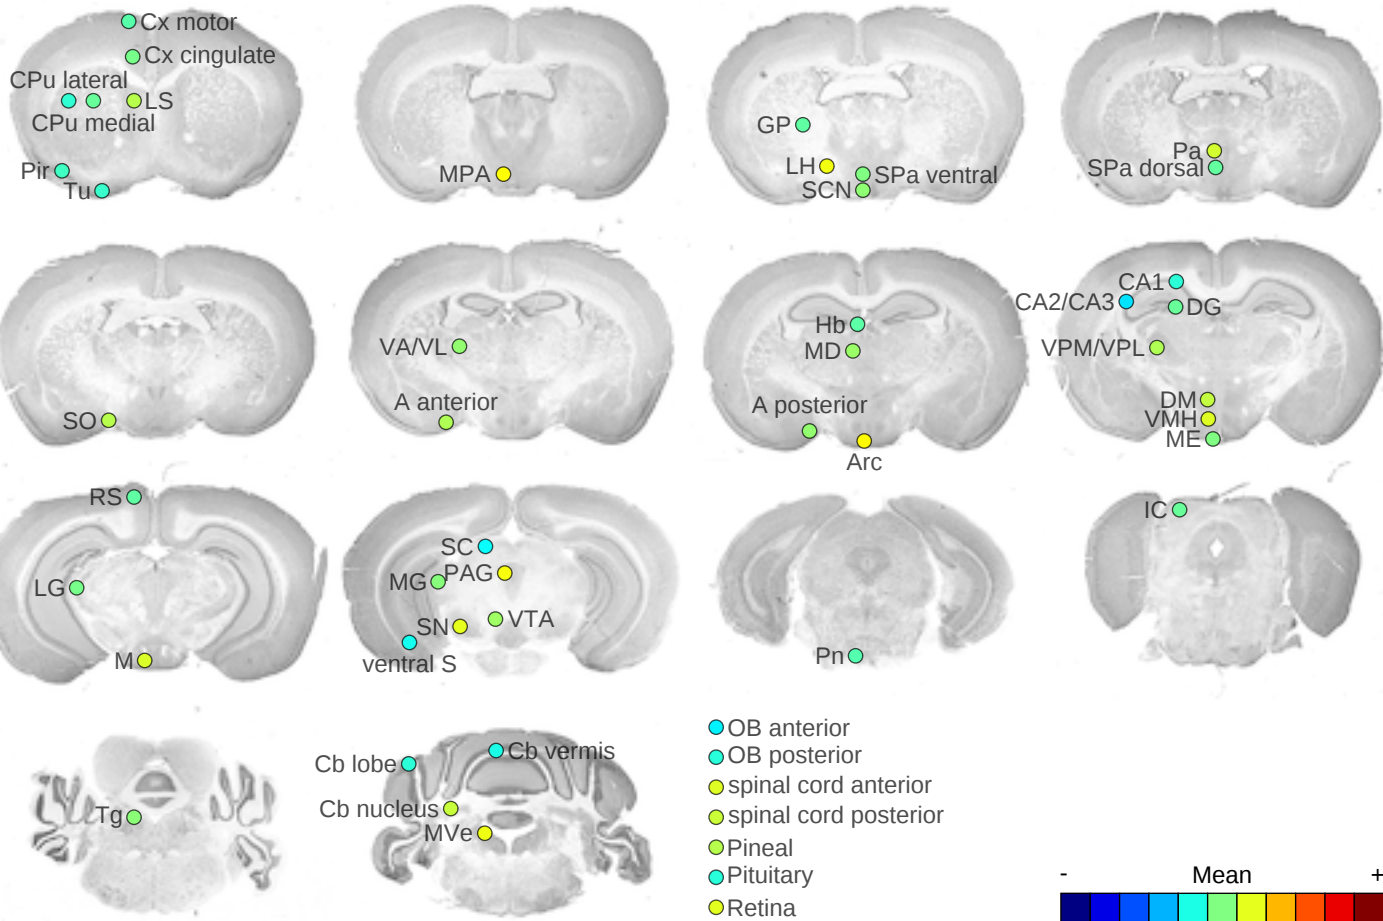 Cx motor
Cx cingulate
CPu lateral
LS
CPu medial
Pir
Tu
MPA
GP
LH
SPa ventral
SCN
Pa
SPa dorsal
SO
VA/VL
A anterior
Hb
MD
A posterior
Arc
CA1
CA2/CA3
DG
VPM/VPL
DM
VMH
ME
RS
LG
M
SC
PAG
MG
SN
VTA
ventral S
Pn
IC
Tg
Cb lobe
Cb vermis
Cb nucleus
MVe
OB anterior
OB posterior
spinal cord anterior
spinal cord posterior
Pineal
Pituitary
Retina
- Mean +